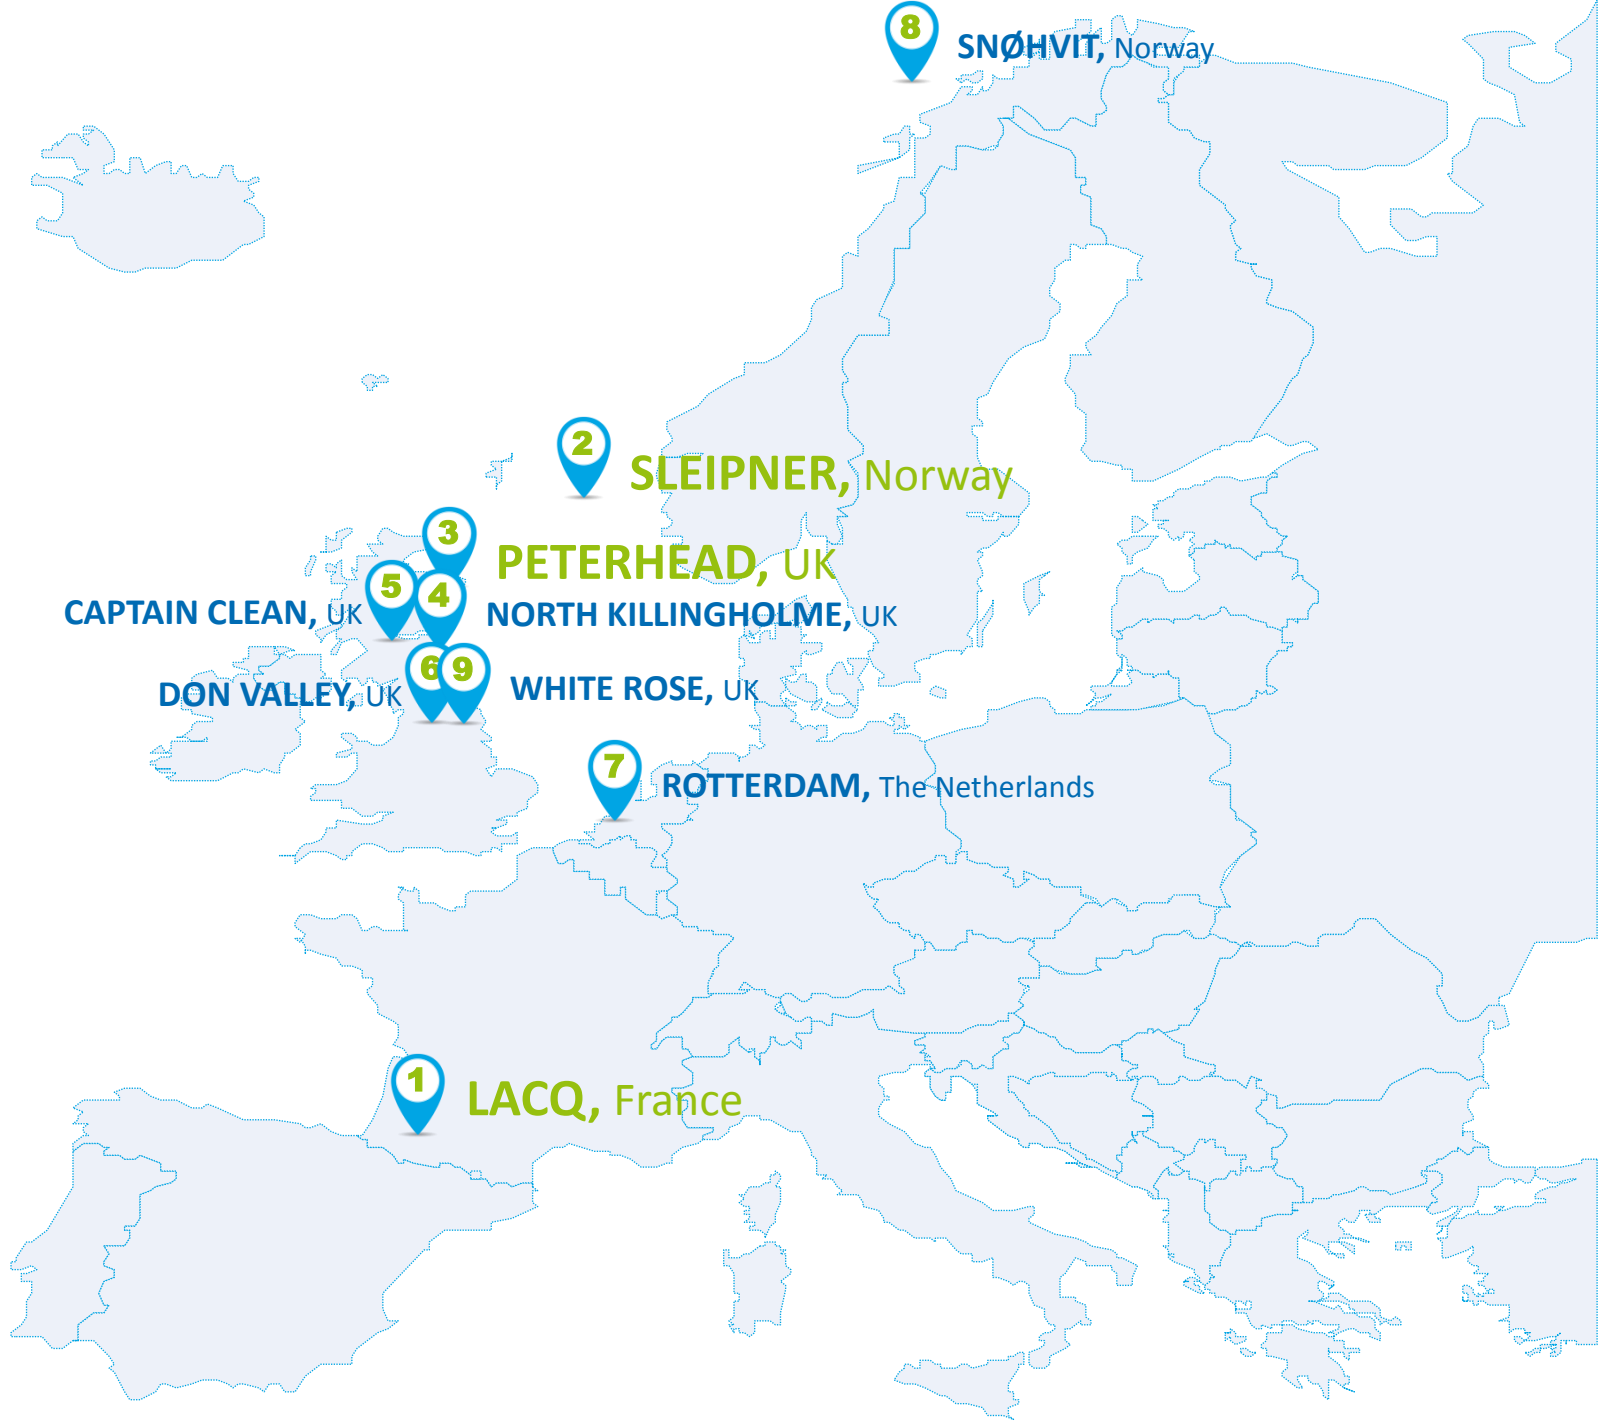 8
SNØHVIT, Norway
2
SLEIPNER, Norway
3
PETERHEAD, UK
5
CAPTAIN CLEAN, UK
4
NORTH KILLINGHOLME, UK
6
DON VALLEY, UK
9
WHITE ROSE, UK
7
ROTTERDAM, The Netherlands
1
LACQ, France